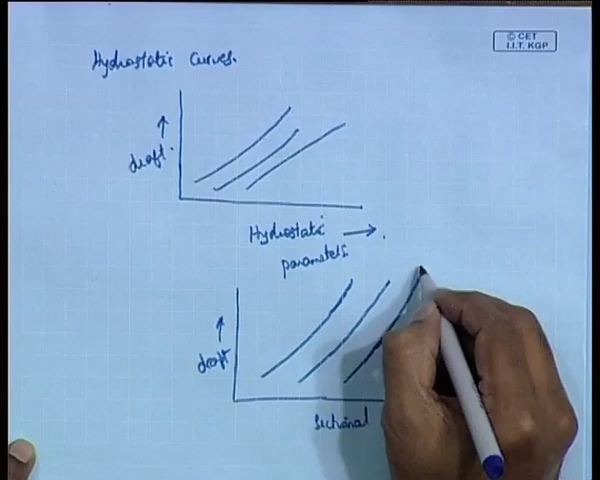 © CET
I.I.T. KGP
Hydrostatic Curves.
draft.
Hydrostatic
parameters.
draft
Sectional